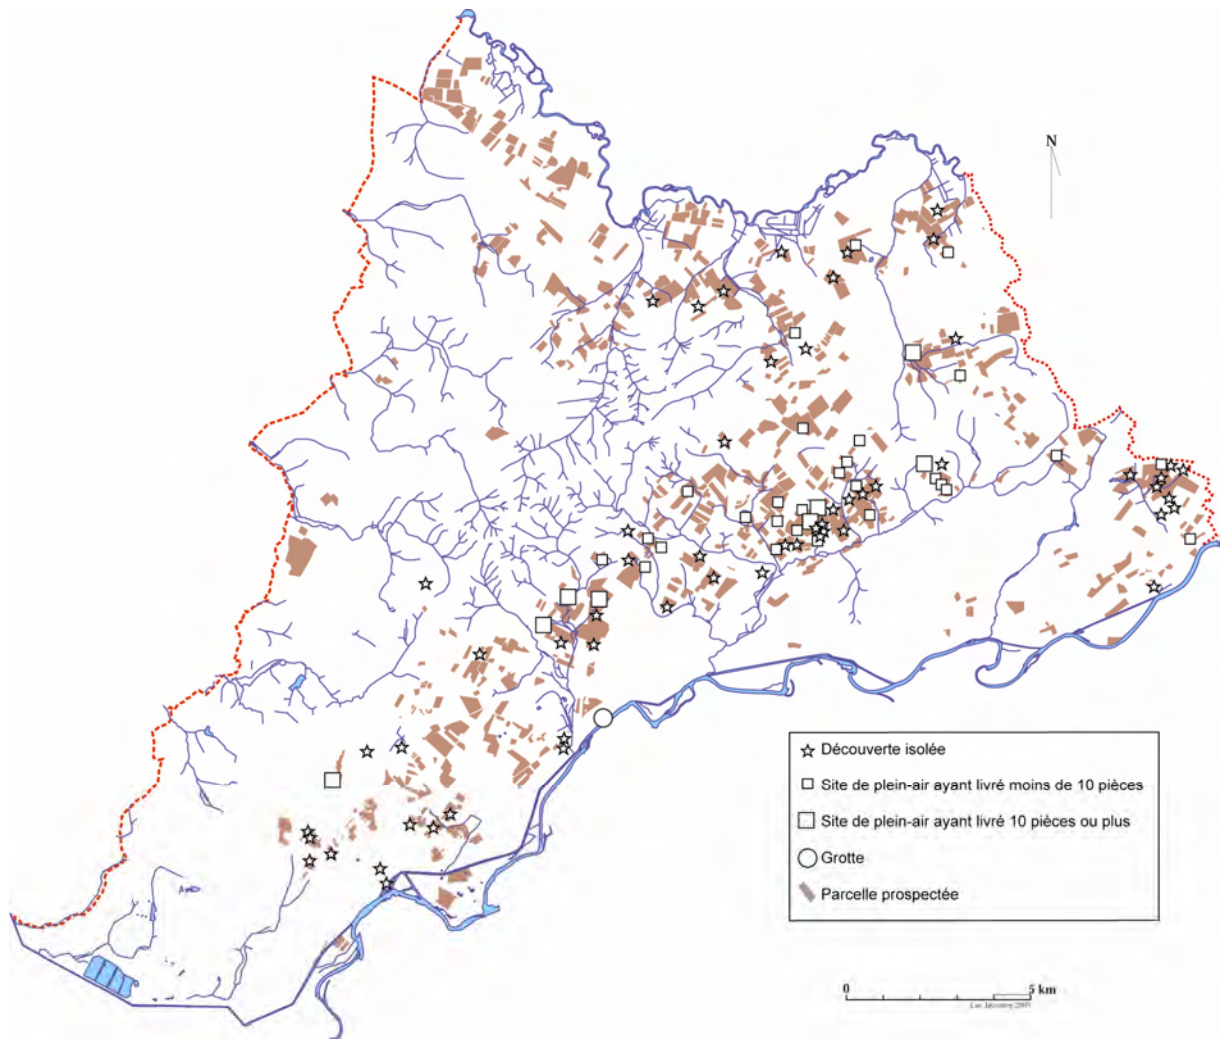 N
Découverte isolée
Site de plein-air ayant livré moins de 10 pièces
Site de plein-air ayant livré 10 pièces ou plus
Grotte
Parcelle prospectée
0 5 km